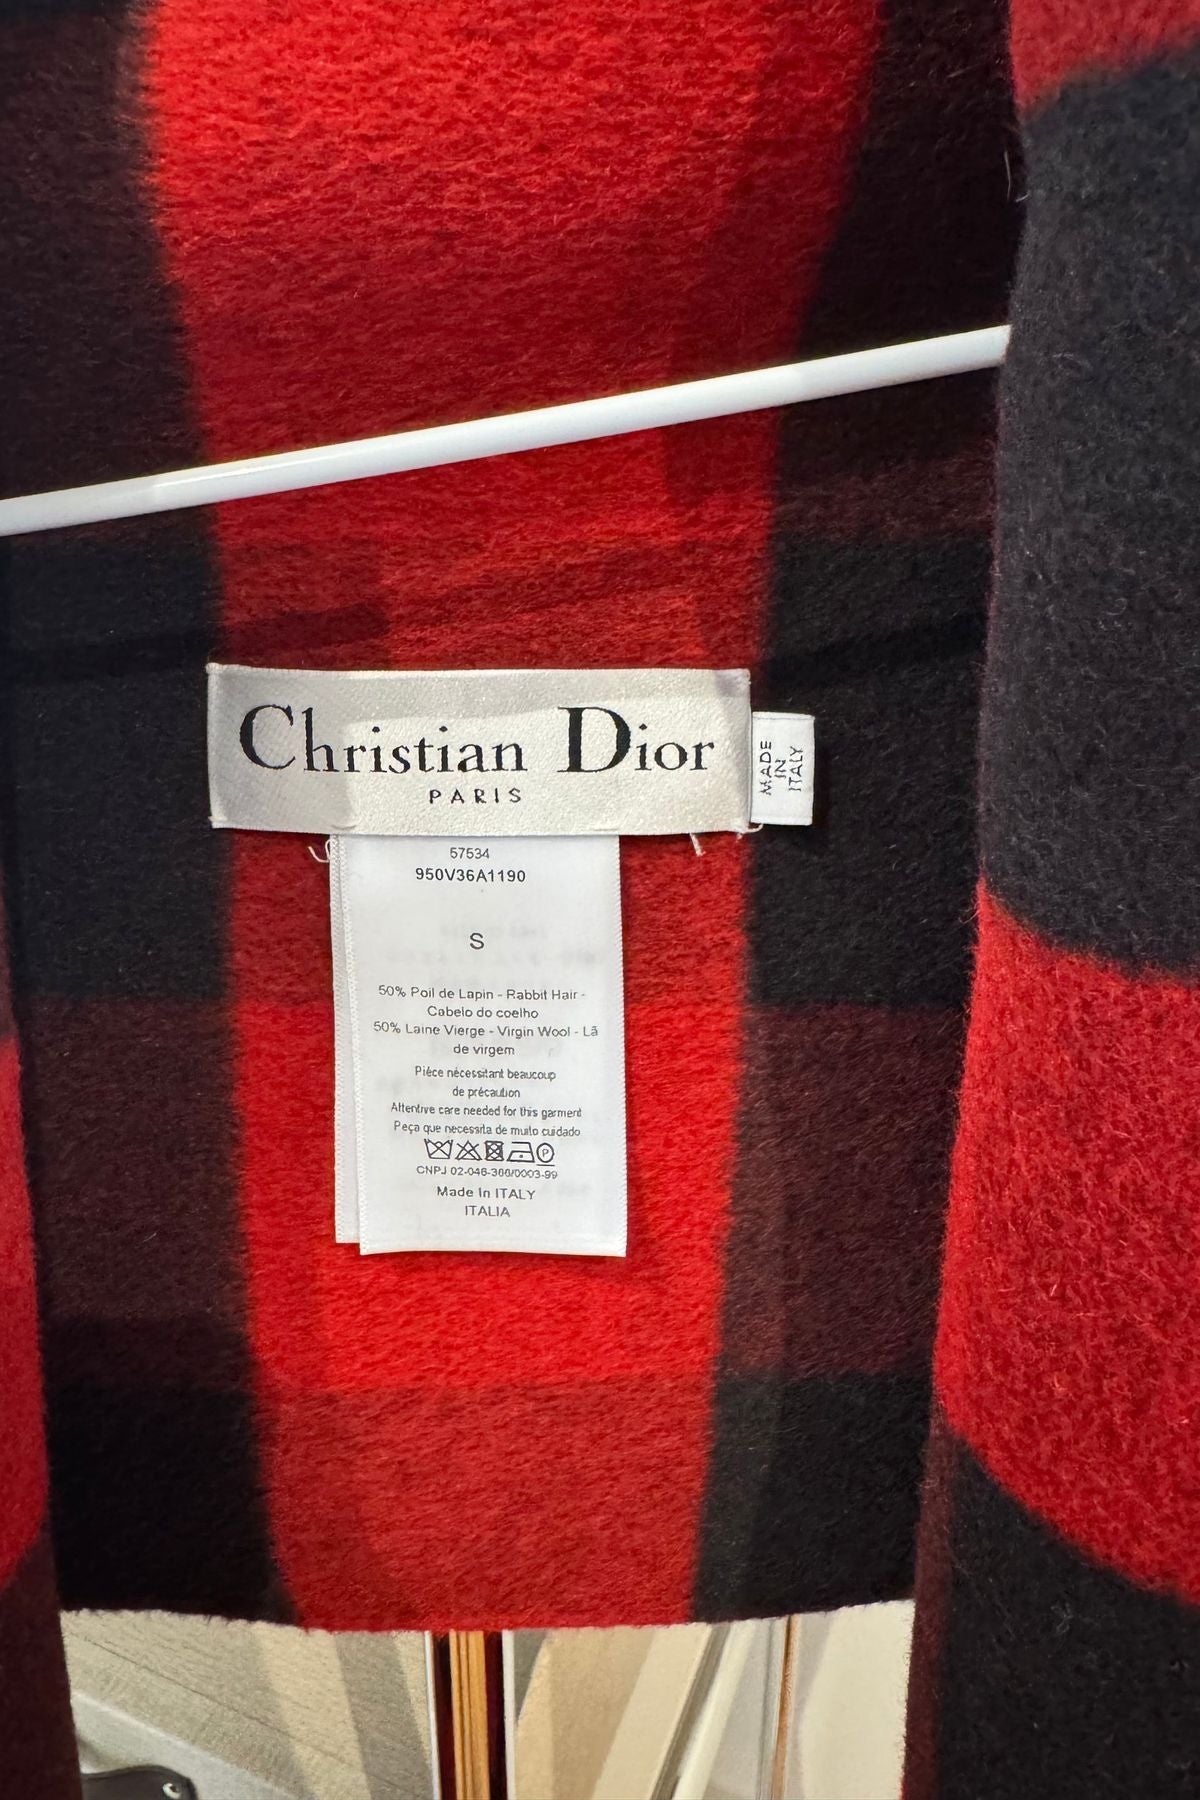 Christian Dior
PARIS
MADE
IN
ITALY
57534
950V36A1190
S
50% Poil de Lapin - Rabbit Hair -
Cabelo do coelho
50% Laine Vierge - Virgin Wool - Lã
de virgem
Pièce nécessitant beaucoup
de précaution
Attentive care needed for this garment
Peça que necessita de muito cuidado
P
CNPJ 02-046-300/0003-99
Made In ITALY
ITALIA